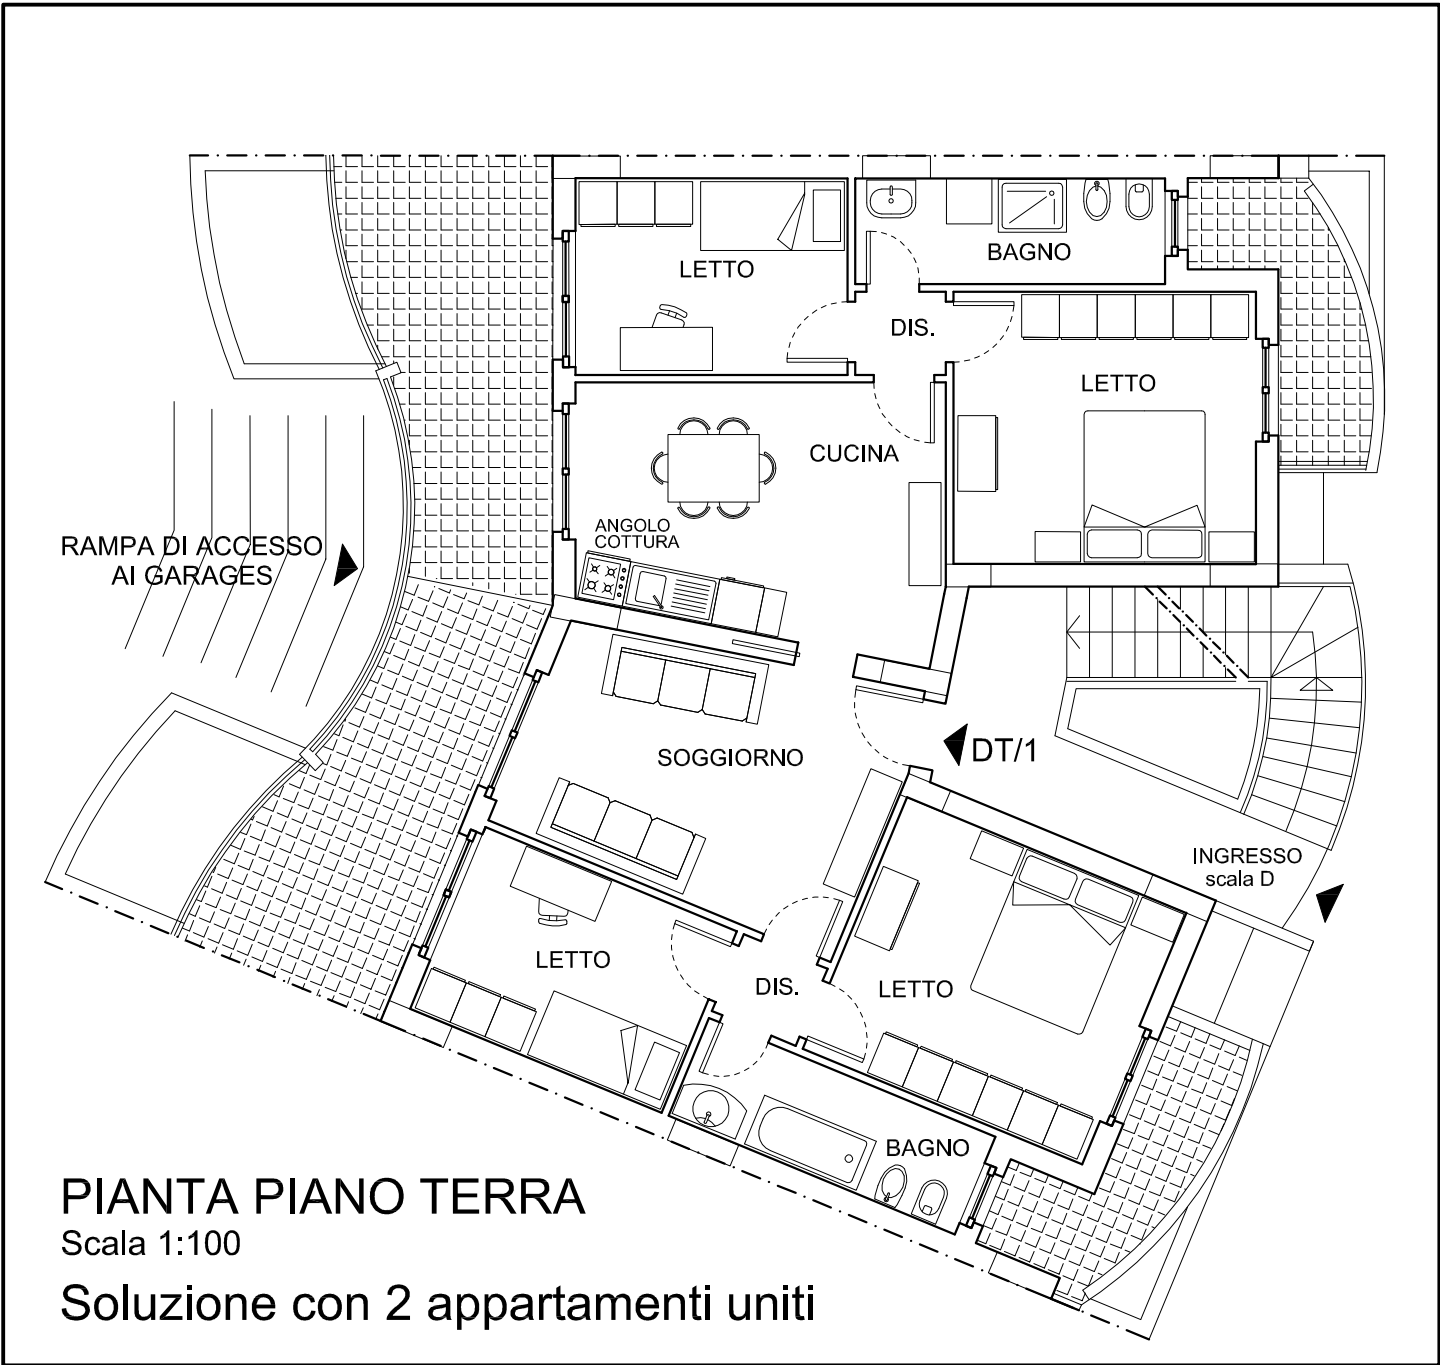 LETTO
BAGNO
DIS.
LETTO
CUCINA
ANGOLO
COTTURA
RAMPA DI ACCESSO
AI GARAGES
SOGGIORNO
DT/1
INGRESSO
scala D
LETTO
DIS.
LETTO
BAGNO
PIANTA PIANO TERRA
Scala 1:100
Soluzione con 2 appartamenti uniti